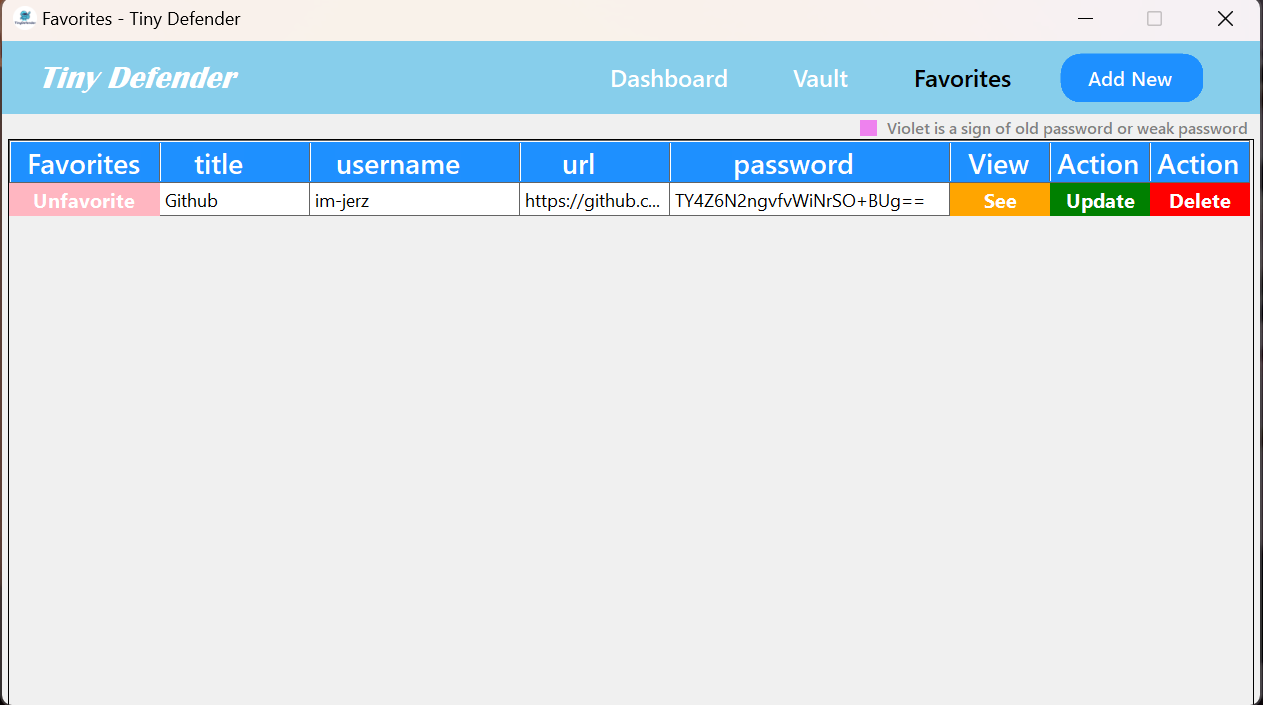 Favorites - Tiny Defender
Tiny Defender Dashboard Vault Favorites Add New
Violet is a sign of old password or weak password
Favorites title username url password View Action Action
Unfavorite Github im-jerz https://github.c... TY4Z6N2ngvfvWiNrSO+BUg== See Update Delete